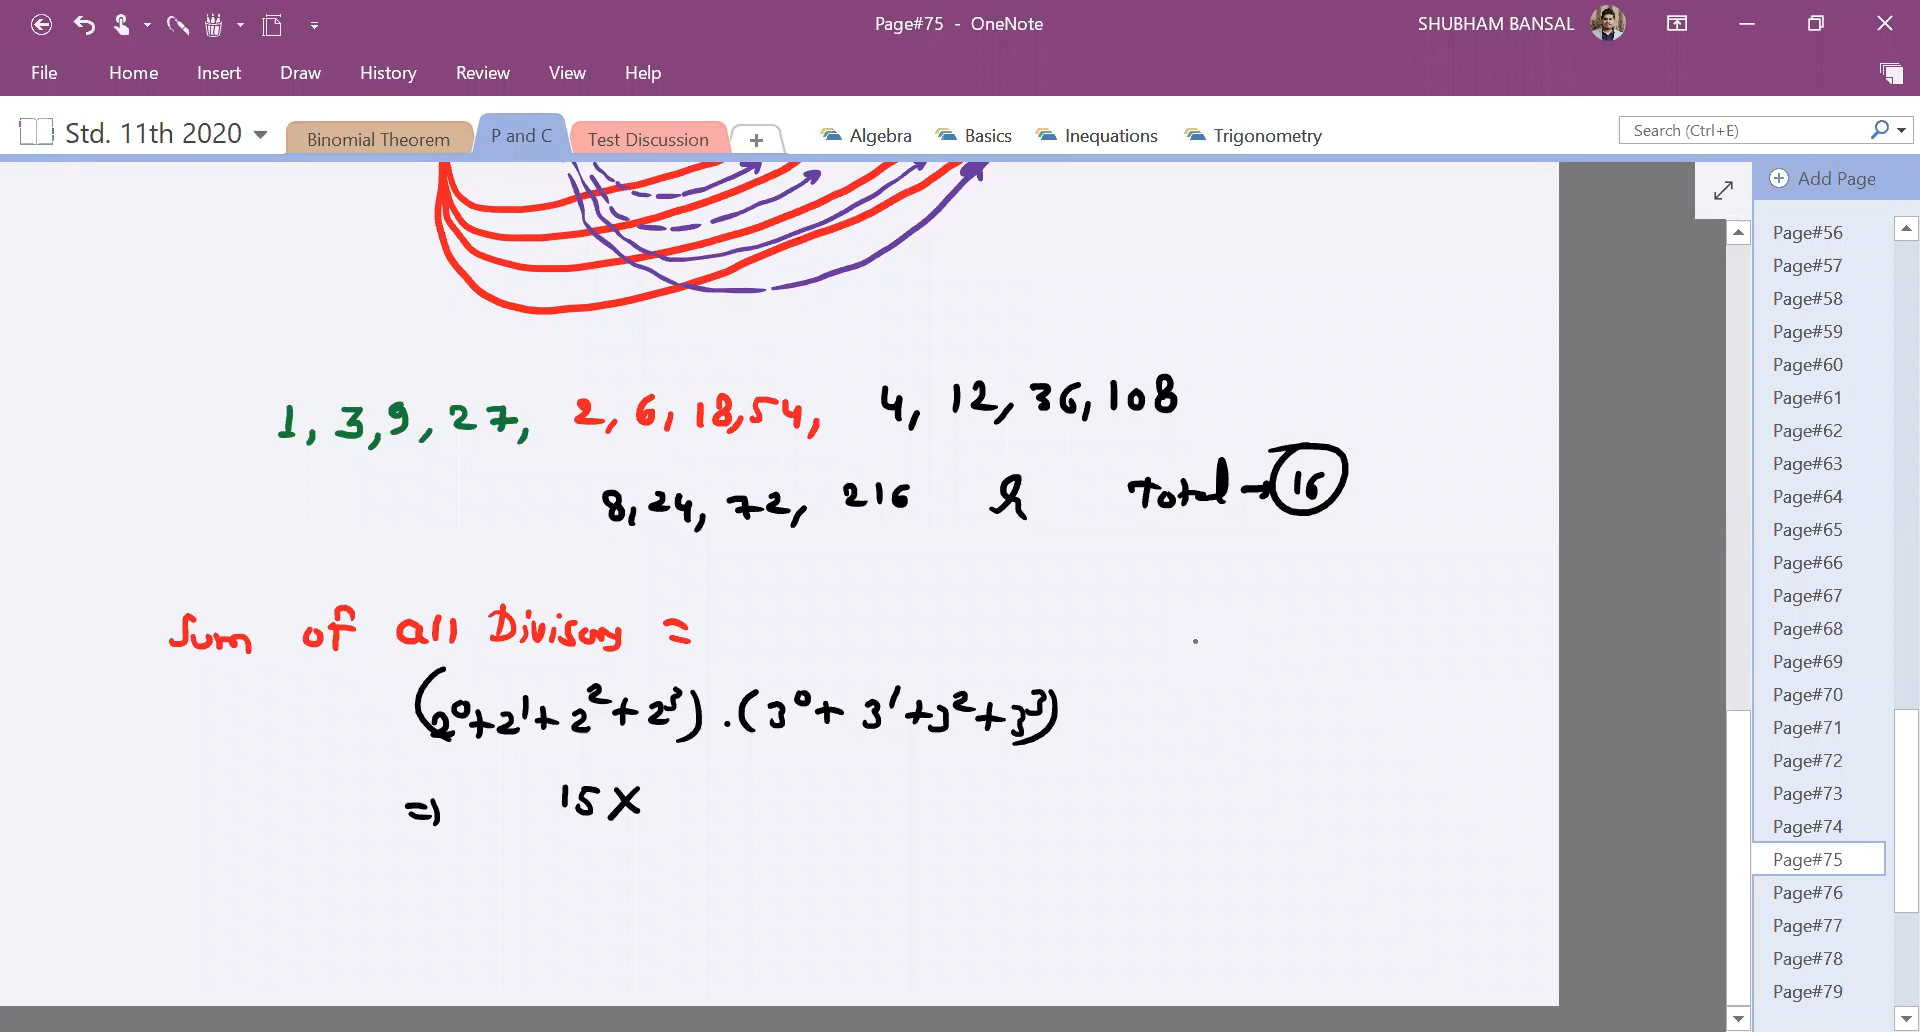 Page#75 - OneNote
SHUBHAM BANSAL
File Home Insert Draw History Review View Help
Std. 11th 2020
Binomial Theorem
P and C
Test Discussion
Algebra
Basics
Inequations
Trigonometry
Search (Ctrl+E)
Add Page
1, 3, 9, 27, 2, 6, 18, 54, 4, 12, 36, 108
8, 24, 72, 216 Total → 16
Sum of all Divisors =
(2⁰+2¹+2²+2³).(3⁰+3¹+3²+3³)
=> 15×
Page#56
Page#57
Page#58
Page#59
Page#60
Page#61
Page#62
Page#63
Page#64
Page#65
Page#66
Page#67
Page#68
Page#69
Page#70
Page#71
Page#72
Page#73
Page#74
Page#75
Page#76
Page#77
Page#78
Page#79